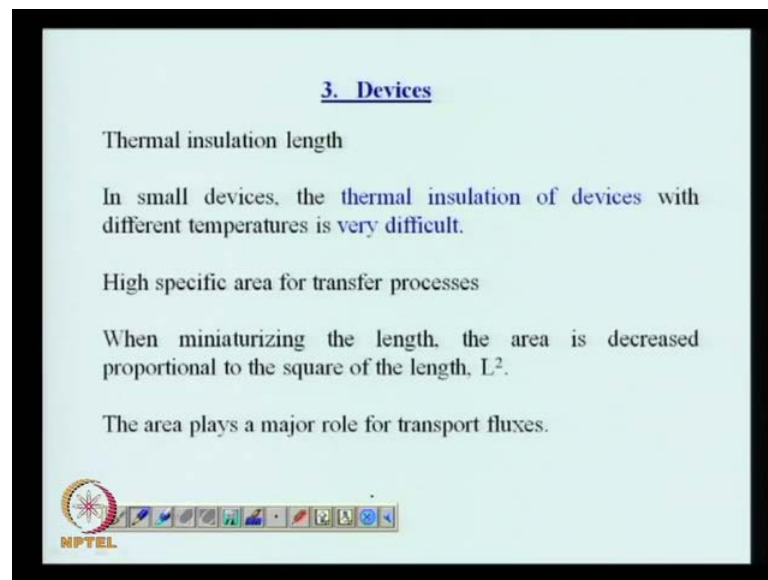 3. Devices
Thermal insulation length
In small devices, the thermal insulation of devices with
different temperatures is very difficult.
High specific area for transfer processes
When miniaturizing the length, the area is decreased
proportional to the square of the length, L².
The area plays a major role for transport fluxes.
NPTEL